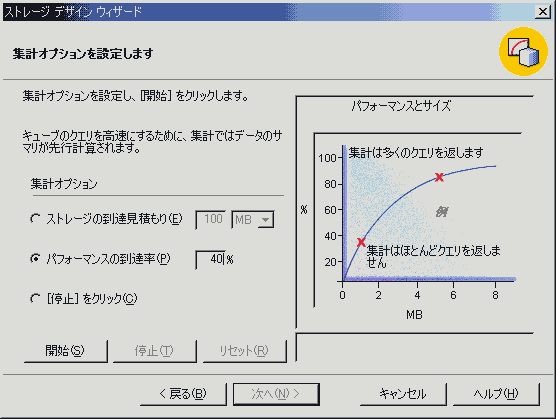 ストレージ デザイン ウィザード
集計オプションを設定します
集計オプションを設定し、[開始] をクリックします。
キューブのクエリを高速にするために、集計ではデータのサ
マリが先行計算されます。
集計オプション
ストレージの到達見積もり(E) 100 MB
パフォーマンスの到達率(P) 40 %
[停止] をクリック(C)
開始(S) 停止(T) リセット(R)
パフォーマンスとサイズ
集計は多くのクエリを返します
100
80
%
60
例
40
集計はほとんどクエリを返しま
せん
20
0 2 4 6 8
MB
< 戻る(B) 次へ(N) > キャンセル ヘルプ(H)